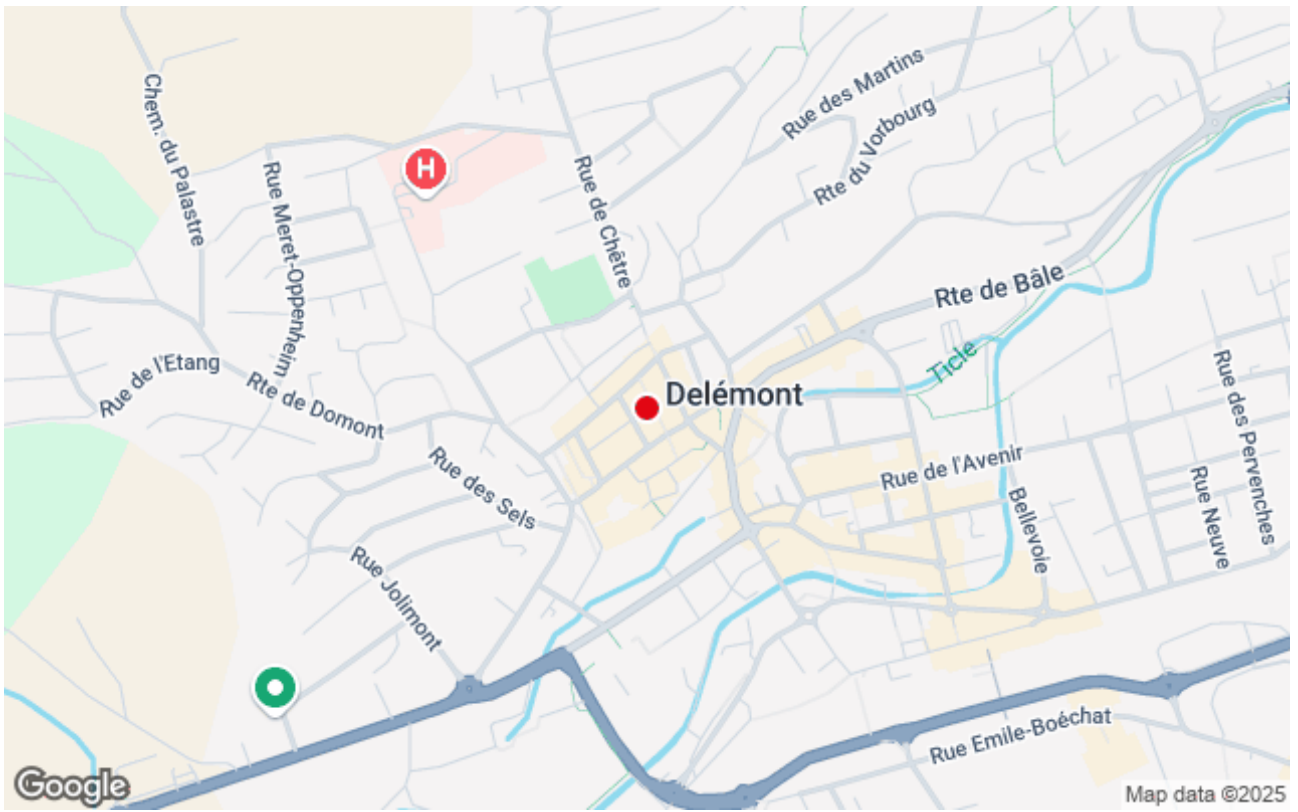 Chem. du Palastre
Rue Meret-Oppenheim
H
Rue de Chêtre
Rue des Martins
Rte du Vorbourg
Rte de Bâle
Rue de l'Etang
Rte de Domont
Delémont
Ticle
Rue des Pervenches
Rue des Sels
Rue de l'Avenir
Bellevoie
Rue Neuve
Rue Jolimont
Rue Emile-Boéchat
Google
Map data ©2025